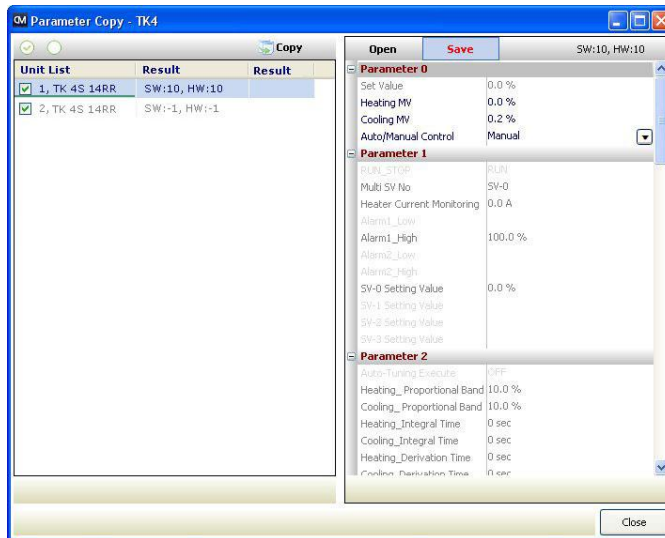 Parameter Copy - TK4
Copy
Unit List Result Result
1, TK 4S 14RR SW:10, HW:10
2, TK 4S 14RR SW:-1, HW:-1
Open Save SW:10, HW:10
Parameter 0
Set Value 0.0 %
Heating MV 0.0 %
Cooling MV 0.2 %
Auto/Manual Control Manual
Parameter 1
RUN_STOP RUN
Multi SV No SV-0
Heater Current Monitoring 0.0 A
Alarm1_Low
Alarm1_High 100.0 %
Alarm2_Low
Alarm2_High
SV-0 Setting Value 0.0 %
SV-1 Setting Value
SV-2 Setting Value
SV-3 Setting Value
Parameter 2
Auto-Tuning Execute OFF
Heating_ Proportional Band 10.0 %
Cooling_ Proportional Band 10.0 %
Heating_Integral Time 0 sec
Cooling_Integral Time 0 sec
Heating_Derivation Time 0 sec
Cooling_Derivation Time 0 sec
Close